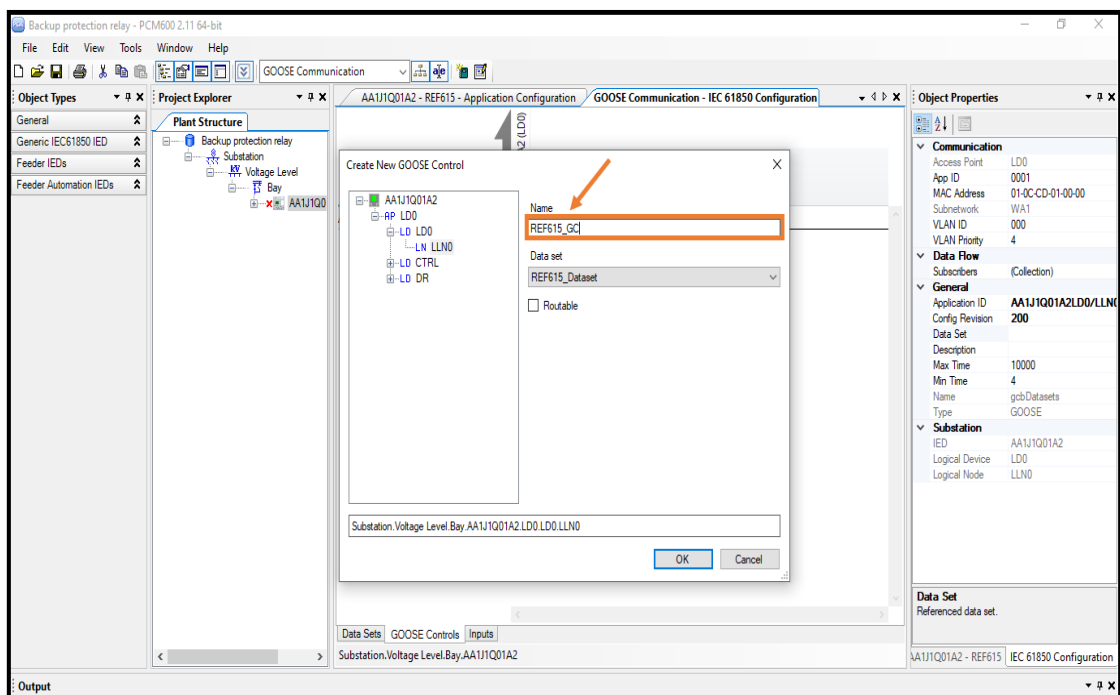 Backup protection relay - PCM600 2.11 64-bit
File Edit View Tools Window Help
GOOSE Communication
Object Types
General
Generic IEC61850 IED
Feeder IEDs
Feeder Automation IEDs
Project Explorer
Plant Structure
Backup protection relay
Substation
Voltage Level
Bay
AA1J1Q0
AA1J1Q01A2 - REF615 - Application Configuration
GOOSE Communication - IEC 61850 Configuration
A2 (LD0)
Create New GOOSE Control
AA1J1Q01A2
AP LD0
LD LD0
LN LLN0
LD CTRL
LD DR
Name
REF615_GC
Data set
REF615_Dataset
Routable
Substation.Voltage Level.Bay.AA1J1Q01A2.LD0.LD0.LLN0
OK Cancel
Data Sets GOOSE Controls Inputs
Substation.Voltage Level.Bay.AA1J1Q01A2
Object Properties
Communication
Access Point LD0
App ID 0001
MAC Address 01-0C-CD-01-00-00
Subnetwork WA1
VLAN ID 000
VLAN Priority 4
Data Flow
Subscribers (Collection)
General
Application ID AA1J1Q01A2LD0/LLN0
Config Revision 200
Data Set
Description
Max Time 10000
Min Time 4
Name gcbDatasets
Type GOOSE
Substation
IED AA1J1Q01A2
Logical Device LD0
Logical Node LLN0
Data Set
Referenced data set.
AA1J1Q01A2 - REF615 IEC 61850 Configuration
Output